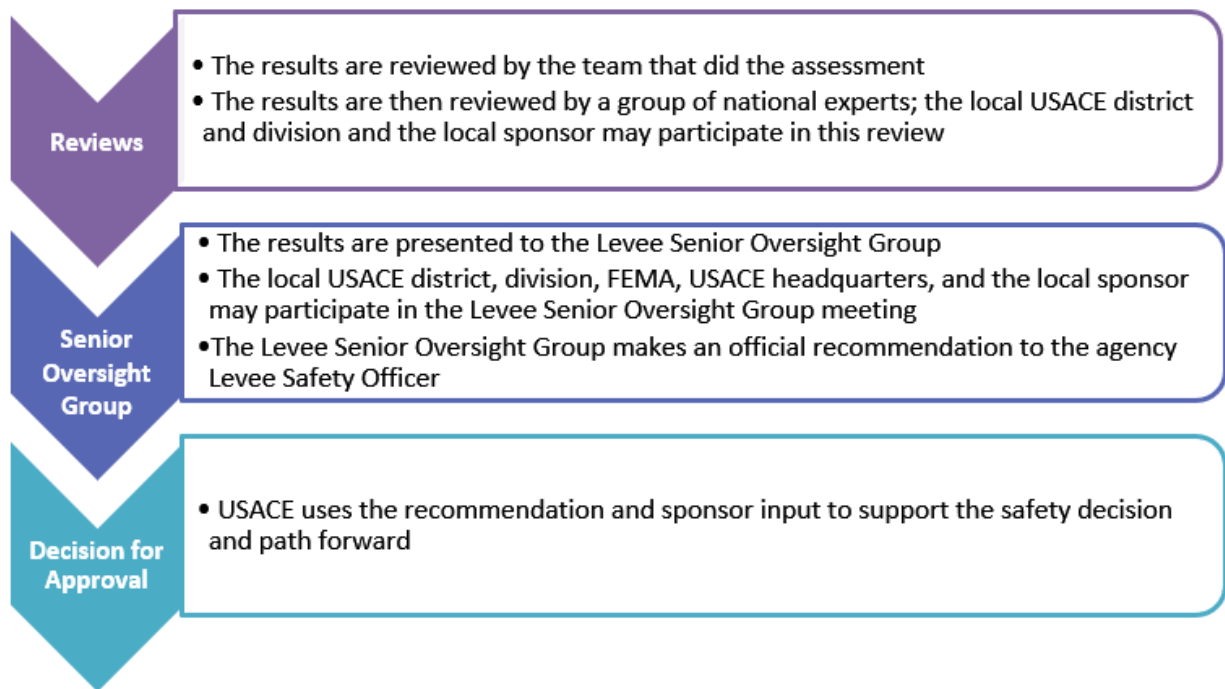 Reviews
• The results are reviewed by the team that did the assessment
• The results are then reviewed by a group of national experts; the local USACE district
and division and the local sponsor may participate in this review
Senior
Oversight
Group
• The results are presented to the Levee Senior Oversight Group
• The local USACE district, division, FEMA, USACE headquarters, and the local sponsor
may participate in the Levee Senior Oversight Group meeting
•The Levee Senior Oversight Group makes an official recommendation to the agency
Levee Safety Officer
Decision for
Approval
• USACE uses the recommendation and sponsor input to support the safety decision
and path forward